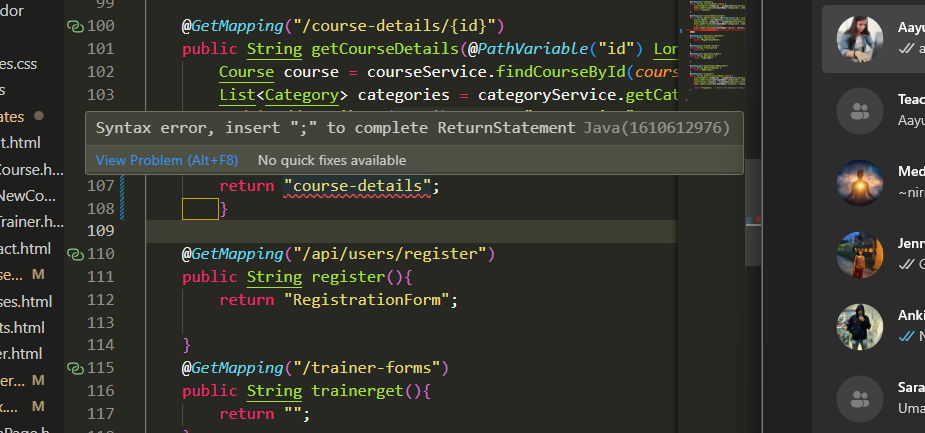 dor
99
100 @GetMapping("/course-details/{id}")
101 public String getCourseDetails(@PathVariable("id") Lon
es.css
102 Course course = courseService.findCourseById(cours
s
103 List<Category> categories = categoryService.getCat
ates
Syntax error, insert ";" to complete ReturnStatement Java(1610612976)
t.html
View Problem (Alt+F8) No quick fixes available
Course.h...
107 return "course-details";
NewCo...
108 }
Trainer.h...
109
act.html
110 @GetMapping("/api/users/register")
se... M
111 public String register(){
ses.html
112 return "RegistrationForm";
ts.html
113
er.html
114 }
115 @GetMapping("/trainer-forms")
er... M
116 public String trainerget(){
x.... M
117 return "";
Page.h
Aayu
a
Teac
Aayu
Med
~nir
Jenn
G
Anki
N
Sara
Uma